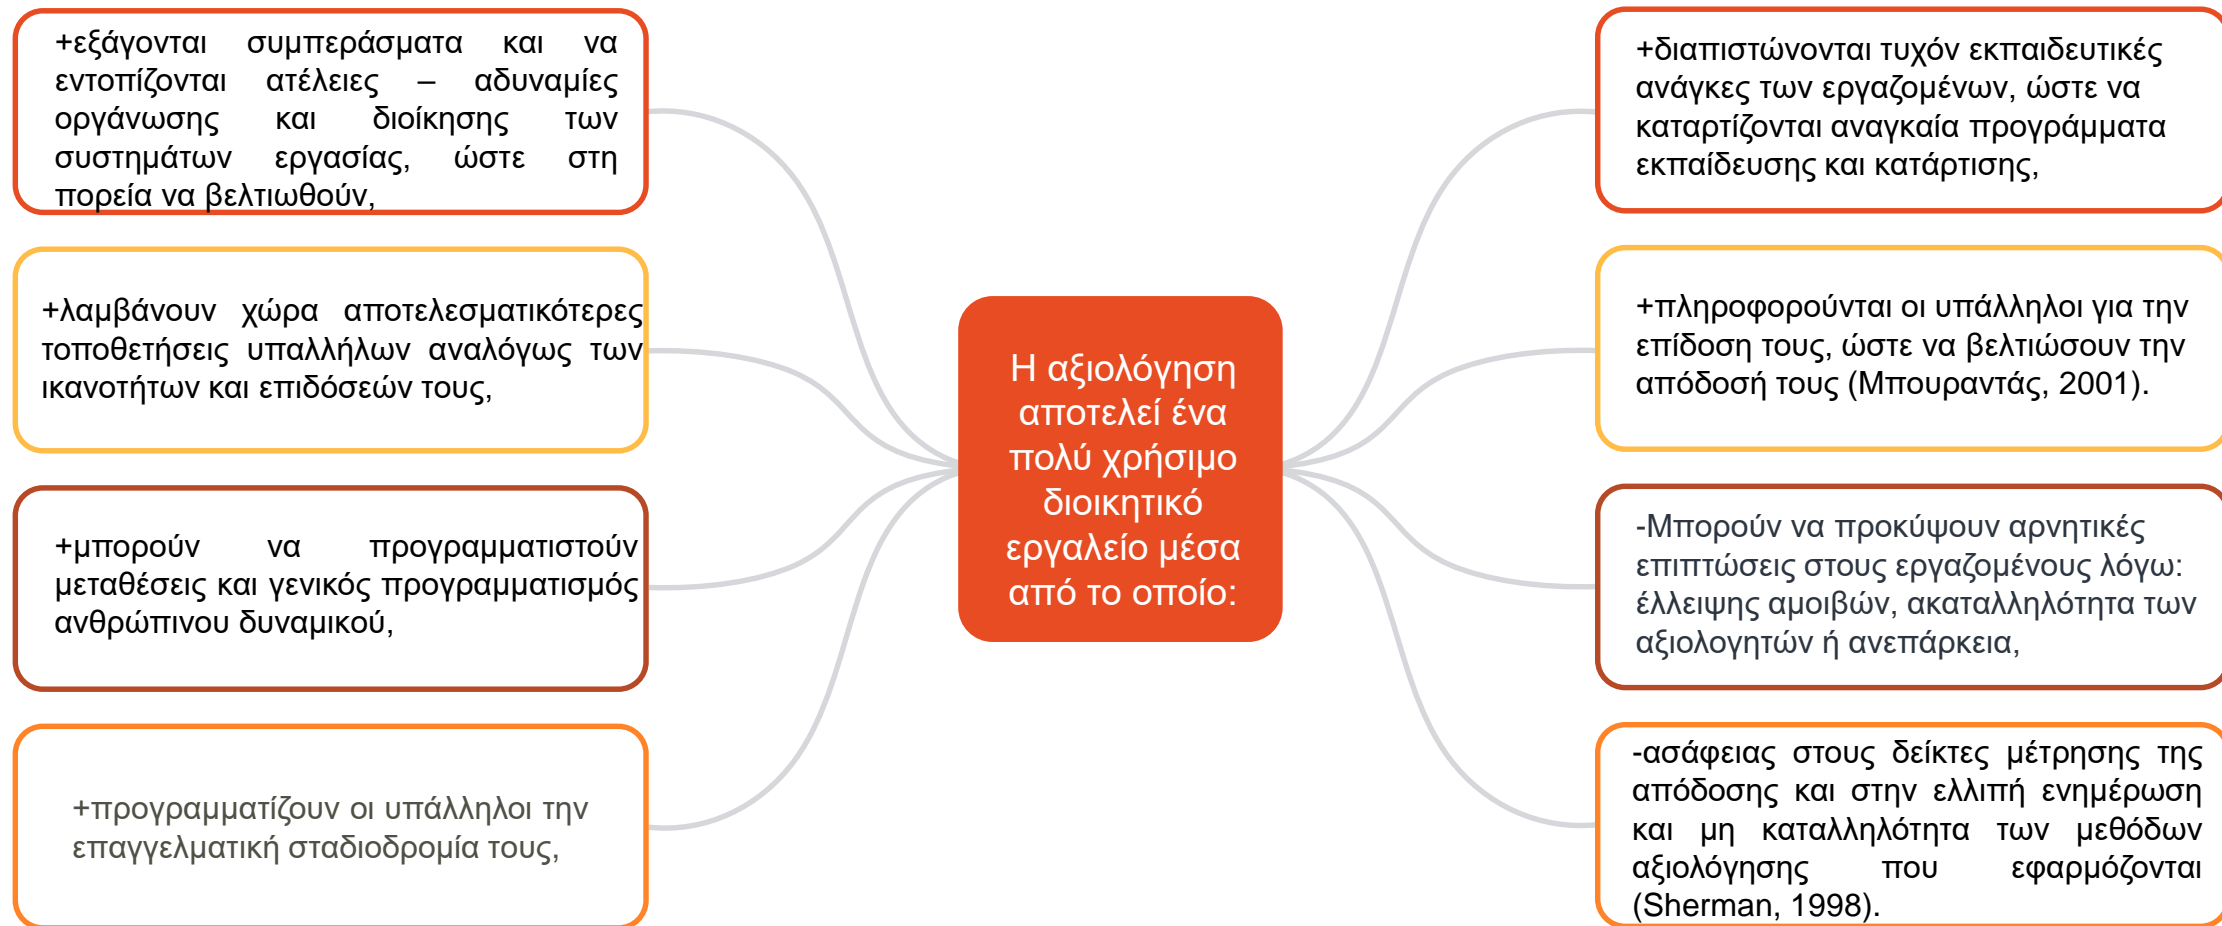 +εξάγονται συμπεράσματα και να
εντοπίζονται ατέλειες – αδυναμίες
οργάνωσης και διοίκησης των
συστημάτων εργασίας, ώστε στη
πορεία να βελτιωθούν,
+λαμβάνουν χώρα αποτελεσματικότερες
τοποθετήσεις υπαλλήλων αναλόγως των
ικανοτήτων και επιδόσεών τους,
+μπορούν να προγραμματιστούν
μεταθέσεις και γενικός προγραμματισμός
ανθρώπινου δυναμικού,
+προγραμματίζουν οι υπάλληλοι την
επαγγελματική σταδιοδρομία τους,
Η αξιολόγηση
αποτελεί ένα
πολύ χρήσιμο
διοικητικό
εργαλείο μέσα
από το οποίο:
+διαπιστώνονται τυχόν εκπαιδευτικές
ανάγκες των εργαζομένων, ώστε να
καταρτίζονται αναγκαία προγράμματα
εκπαίδευσης και κατάρτισης,
+πληροφορούνται οι υπάλληλοι για την
επίδοση τους, ώστε να βελτιώσουν την
απόδοσή τους (Μπουραντάς, 2001).
-Μπορούν να προκύψουν αρνητικές
επιπτώσεις στους εργαζομένους λόγω:
έλλειψης αμοιβών, ακαταλληλότητα των
αξιολογητών ή ανεπάρκεια,
-ασάφειας στους δείκτες μέτρησης της
απόδοσης και στην ελλιπή ενημέρωση
και μη καταλληλότητα των μεθόδων
αξιολόγησης που εφαρμόζονται
(Sherman, 1998).